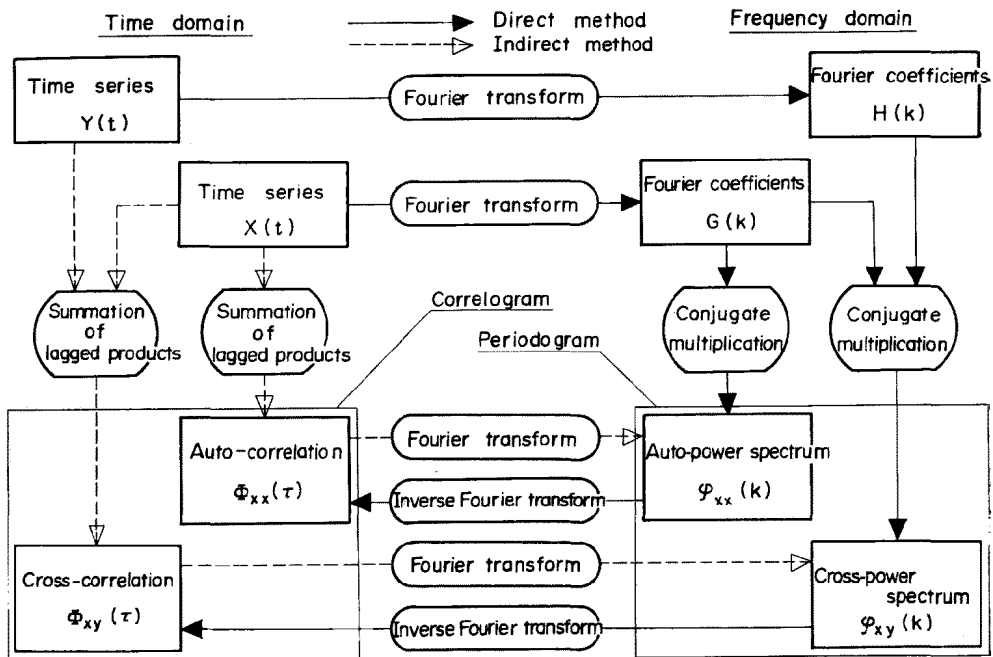 Time domain
Direct method
Indirect method
Frequency domain
Time series
Y(t)
Fourier transform
Fourier coefficients
H(k)
Time series
X(t)
Fourier transform
Fourier coefficients
G(k)
Summation
of
lagged products
Summation
of
lagged products
Correlogram
Periodogram
Conjugate
multiplication
Conjugate
multiplication
Auto-correlation
Φxx(τ)
Fourier transform
Inverse Fourier transform
Auto-power spectrum
φxx(k)
Cross-correlation
Φxy(τ)
Fourier transform
Inverse Fourier transform
Cross-power
spectrum
φxy(k)